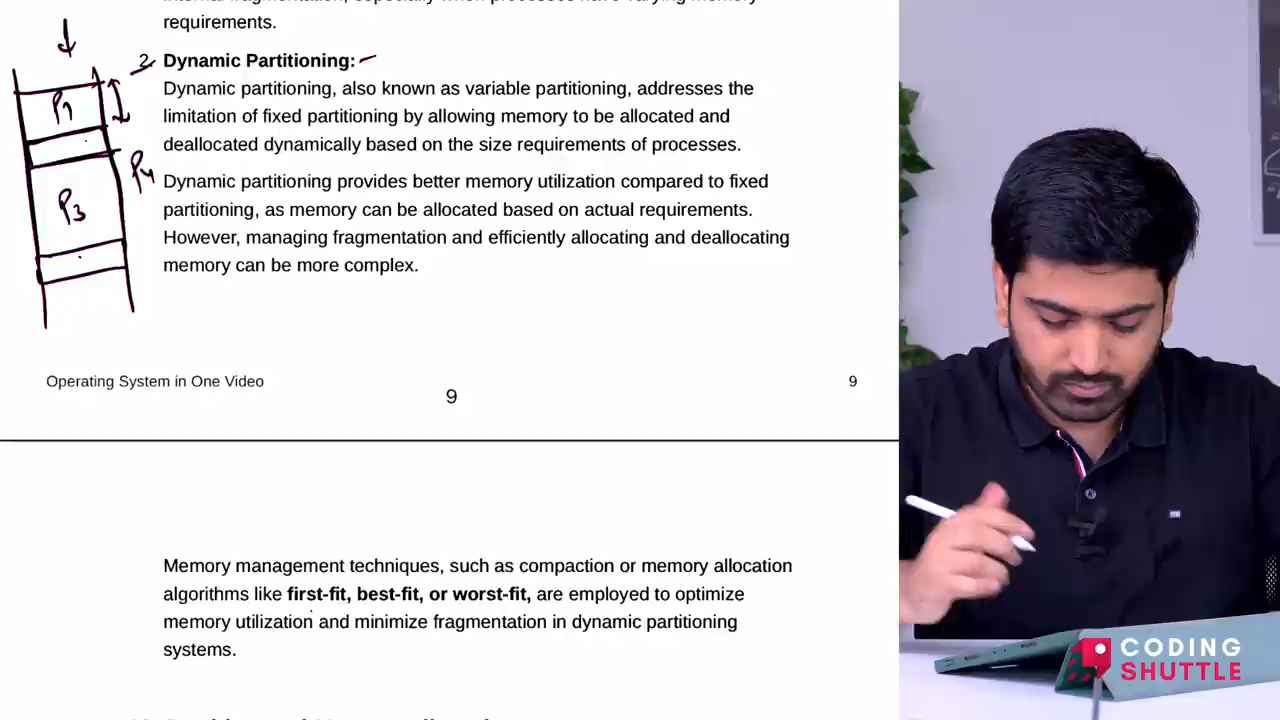 requirements.
2. Dynamic Partitioning:
Dynamic partitioning, also known as variable partitioning, addresses the
limitation of fixed partitioning by allowing memory to be allocated and
deallocated dynamically based on the size requirements of processes.
Dynamic partitioning provides better memory utilization compared to fixed
partitioning, as memory can be allocated based on actual requirements.
However, managing fragmentation and efficiently allocating and deallocating
memory can be more complex.
P1
P4
P3
Operating System in One Video
9
9
Memory management techniques, such as compaction or memory allocation
algorithms like first-fit, best-fit, or worst-fit, are employed to optimize
memory utilization and minimize fragmentation in dynamic partitioning
systems.
CODING
SHUTTLE